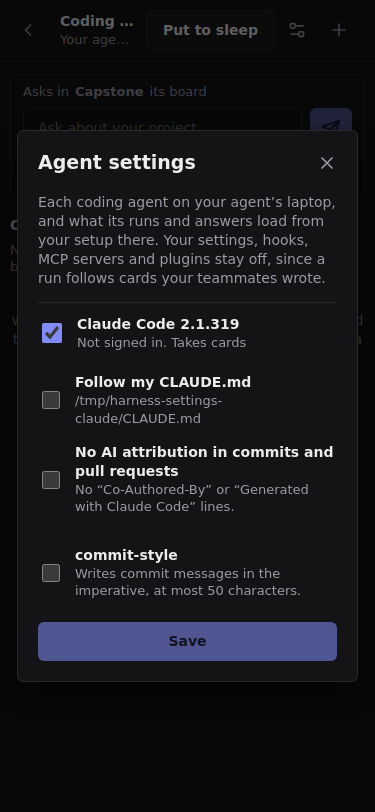 Coding ...
Your age...
Put to sleep
Asks in Capstone its board
Ask about your project
Agent settings
Each coding agent on your agent’s laptop,
and what its runs and answers load from
your setup there. Your settings, hooks,
MCP servers and plugins stay off, since a
run follows cards your teammates wrote.
Claude Code 2.1.319
Not signed in. Takes cards
Follow my CLAUDE.md
/tmp/harness-settings-
claude/CLAUDE.md
No AI attribution in commits and
pull requests
No “Co-Authored-By” or “Generated
with Claude Code” lines.
commit-style
Writes commit messages in the
imperative, at most 50 characters.
Save